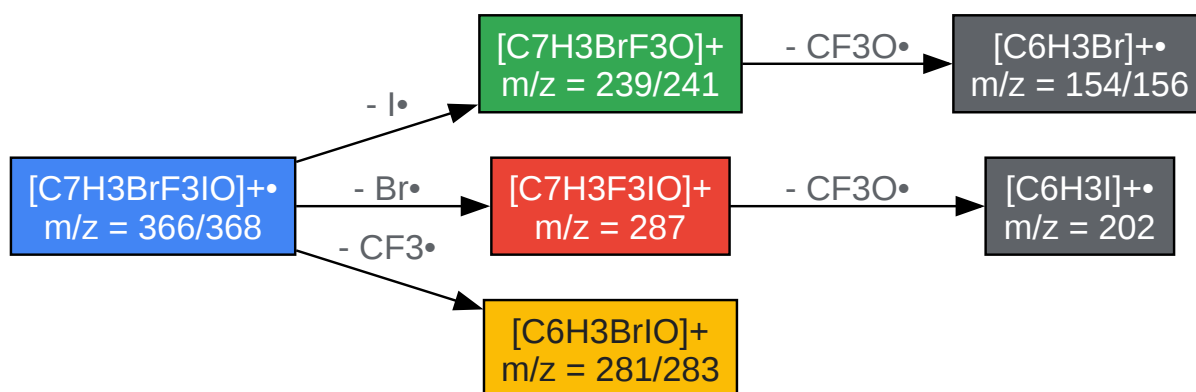 [C7H3BrF3IO]+•
m/z = 366/368
- I•
- Br•
- CF3•
[C7H3BrF3O]+
m/z = 239/241
- CF3O•
[C6H3Br]+•
m/z = 154/156
[C7H3F3IO]+
m/z = 287
- CF3O•
[C6H3I]+•
m/z = 202
[C6H3BrIO]+
m/z = 281/283